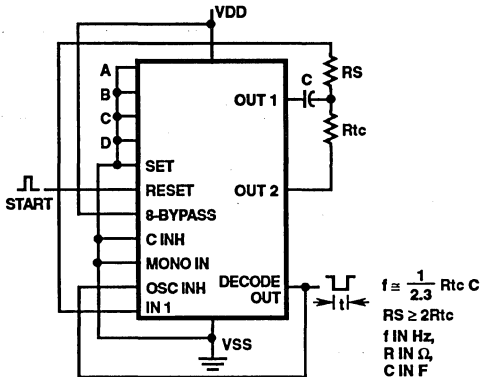 VDD
A
B
C
D
SET
RESET
START
8-BYPASS
C INH
MONO IN
OSC INH
IN 1
OUT 1
OUT 2
DECODE
OUT
VSS
C
RS
Rtc
t
f ≅ 1/2.3 Rtc C
RS ≥ 2Rtc
f IN Hz,
R IN Ω,
C IN F